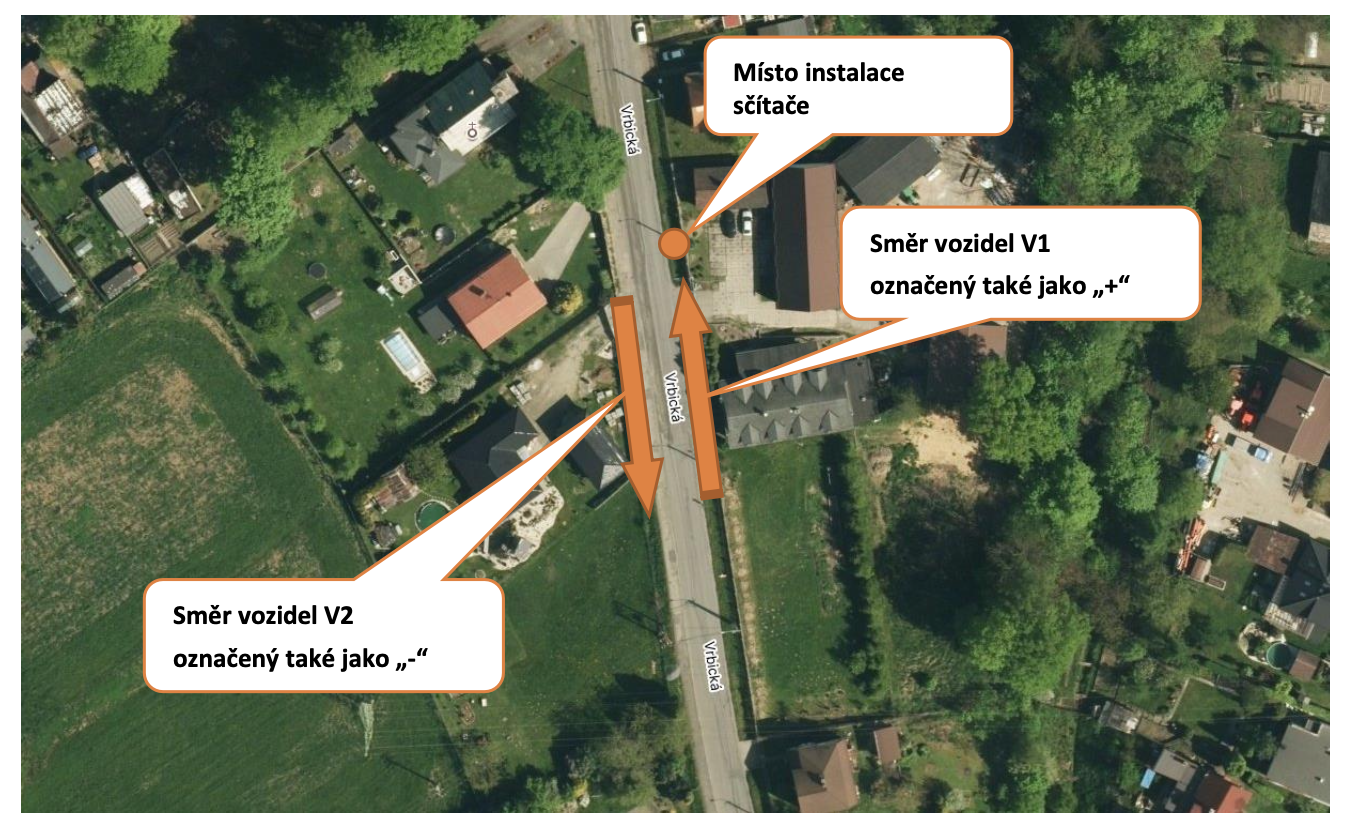 Místo instalace
sčítače
Vrbická
Směr vozidel V1
označený také jako „+“
Vrbická
Směr vozidel V2
označený také jako „-“
Vrbická